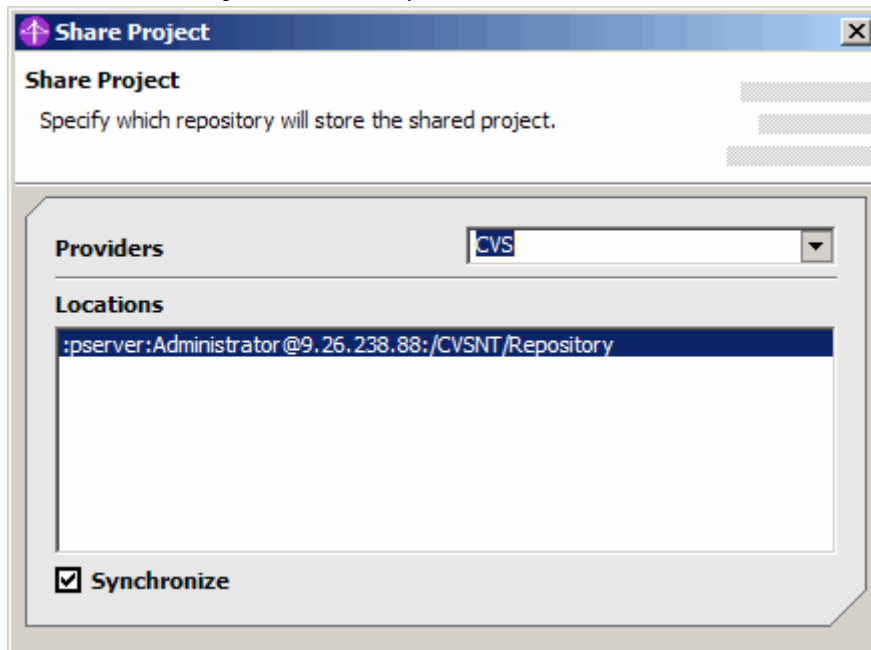 Share Project
Share Project
Specify which repository will store the shared project.
Providers CVS
Locations
:pserver:Administrator@9.26.238.88:/CVSNT/Repository
Synchronize